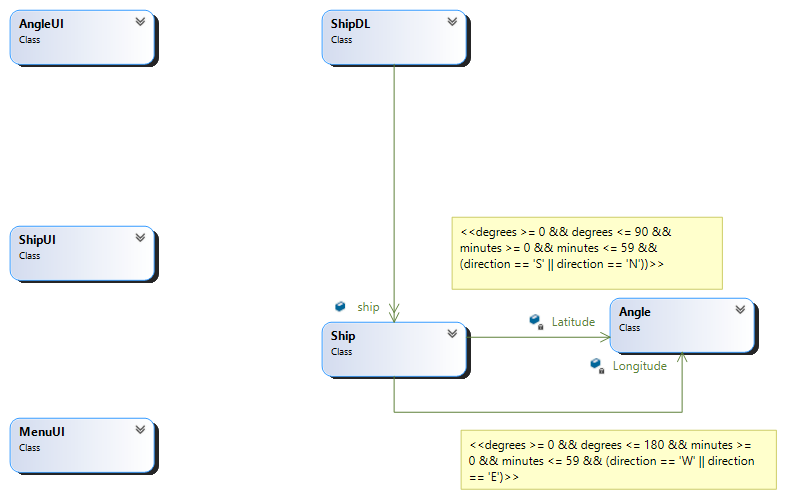 AngleUI
Class
ShipDL
Class
ShipUI
Class
<<degrees >= 0 && degrees <= 90 &&
minutes >= 0 && minutes <= 59 &&
(direction == 'S' || direction == 'N'))>>
ship
Ship
Class
Latitude
Angle
Class
Longitude
MenuUI
Class
<<degrees >= 0 && degrees <= 180 && minutes >=
0 && minutes <= 59 && (direction == 'W' || direction
== 'E')>>